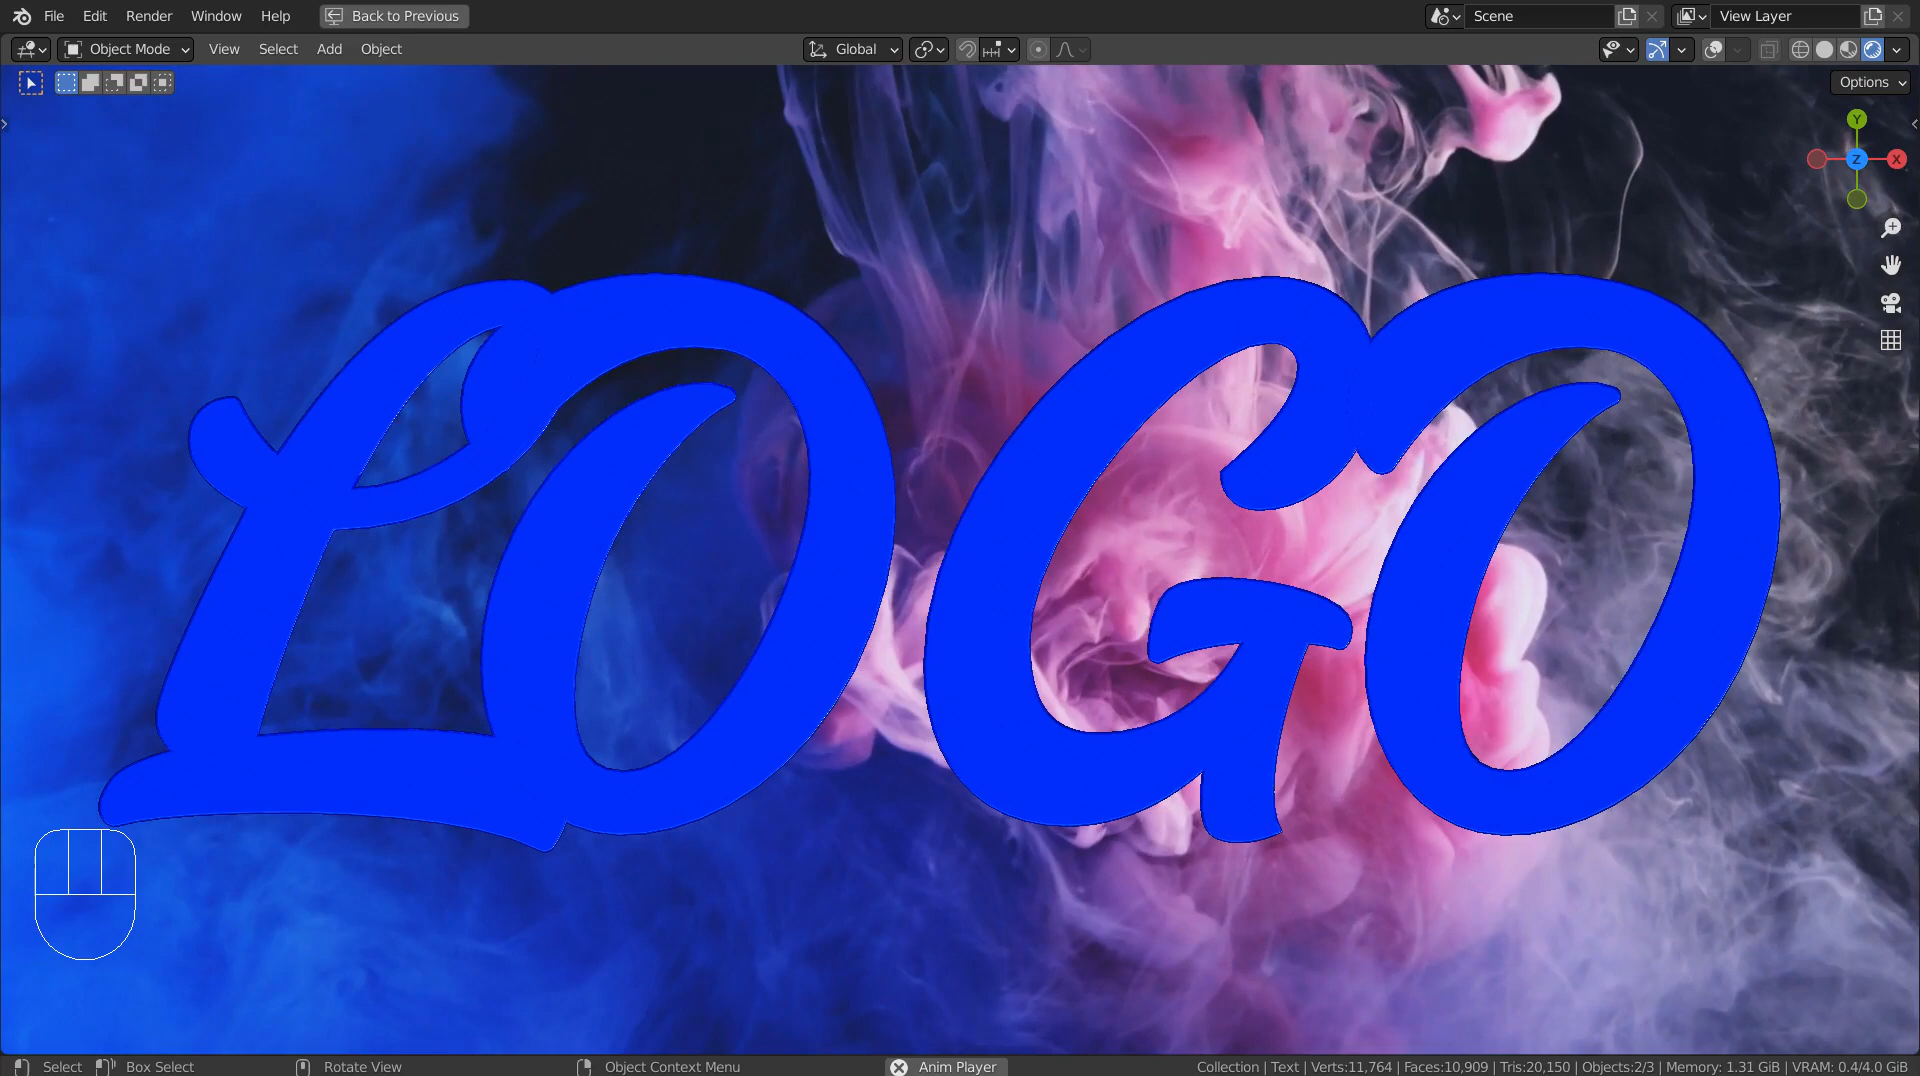 File Edit Render Window Help Back to Previous Scene View Layer
Object Mode View Select Add Object Global
Options
Y
Z X
LOGO
Select Box Select Rotate View Object Context Menu Anim Player Collection | Text | Verts:11,764 | Faces:10,909 | Tris:20,150 | Objects:2/3 | Memory: 1.31 GiB | VRAM: 0.4/4.0 GiB